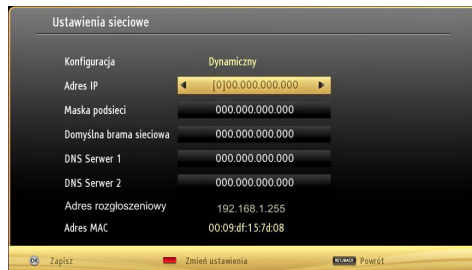 Ustawienia sieciowe
Konfiguracja Dynamiczny
Adres IP [0]00.000.000.000
Maska podsieci 000.000.000.000
Domyślna brama sieciowa 000.000.000.000
DNS Serwer 1 000.000.000.000
DNS Serwer 2 000.000.000.000
Adres rozgłoszeniowy 192.168.1.255
Adres MAC 00:09:df:15:7d:08
OK Zapisz Zmień ustawienia RET/BACK Powrót